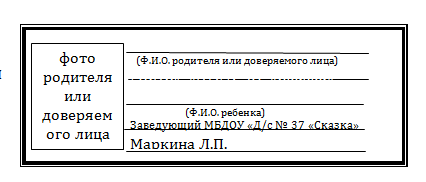 фото
родителя
или
доверяем
ого лица
(Ф.И.О. родителя или доверяемого лица)
(Ф.И.О. ребенка)
Заведующий МБДОУ «Д/с № 37 «Сказка»
Маркина Л.П.